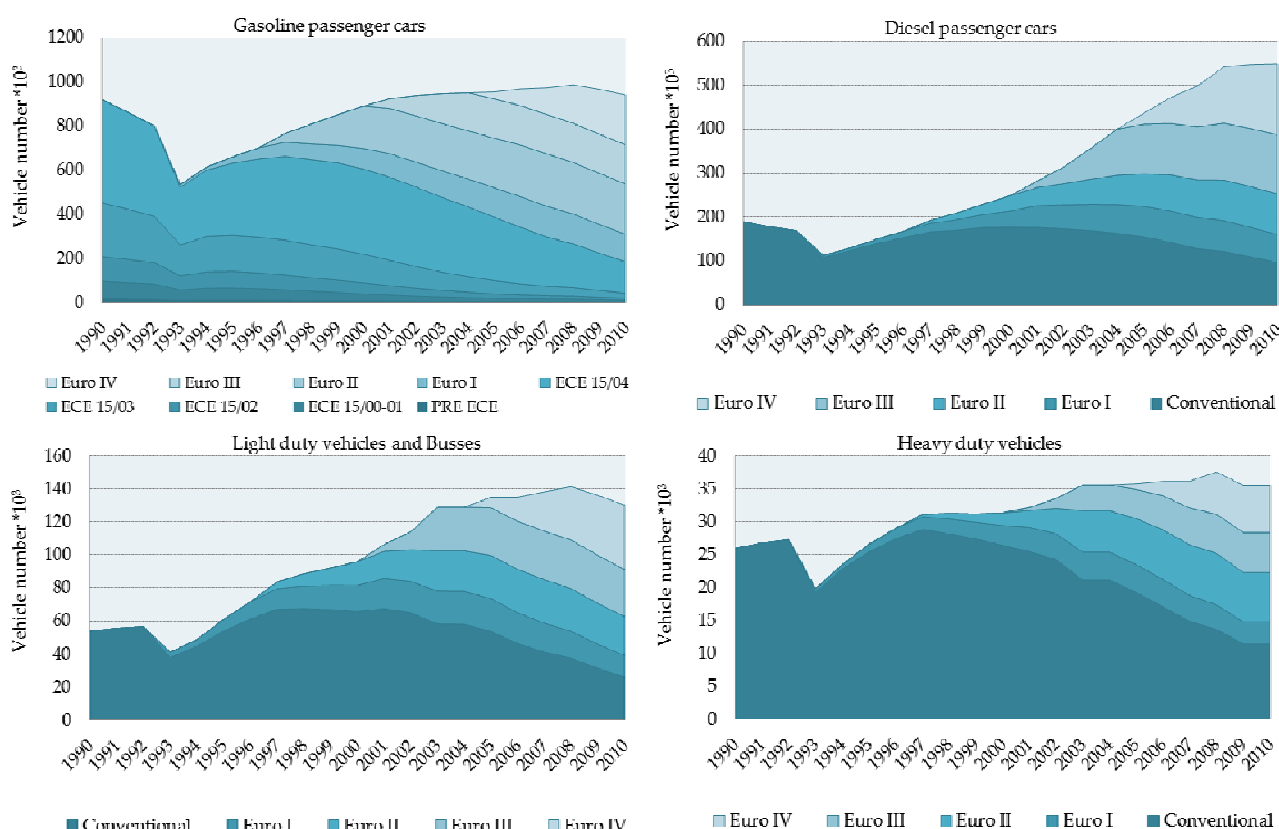 Gasoline passenger cars
Vehicle number *10³
1200
1000
800
600
400
200
0
1990 1991 1992 1993 1994 1995 1996 1997 1998 1999 2000 2001 2002 2003 2004 2005 2006 2007 2008 2009 2010
Euro IV Euro III Euro II Euro I ECE 15/04
ECE 15/03 ECE 15/02 ECE 15/00-01 PRE ECE
Diesel passenger cars
Vehicle number *10³
600
500
400
300
200
100
0
1990 1991 1992 1993 1994 1995 1996 1997 1998 1999 2000 2001 2002 2003 2004 2005 2006 2007 2008 2009 2010
Euro IV Euro III Euro II Euro I Conventional
Light duty vehicles and Busses
Vehicle number *10³
160
140
120
100
80
60
40
20
0
1990 1991 1992 1993 1994 1995 1996 1997 1998 1999 2000 2001 2002 2003 2004 2005 2006 2007 2008 2009 2010
Conventional Euro I Euro II Euro III Euro IV
Heavy duty vehicles
Vehicle number *10³
40
35
30
25
20
15
10
5
0
1990 1991 1992 1993 1994 1995 1996 1997 1998 1999 2000 2001 2002 2003 2004 2005 2006 2007 2008 2009 2010
Euro IV Euro III Euro II Euro I Conventional